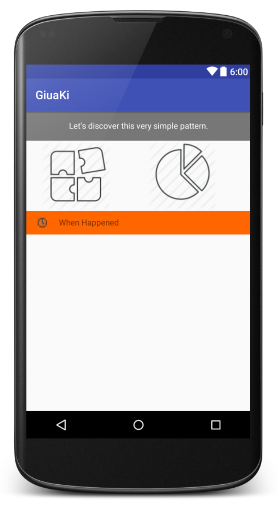 6:00
GiuaKi
Let's discover this very simple pattern.
When Happened